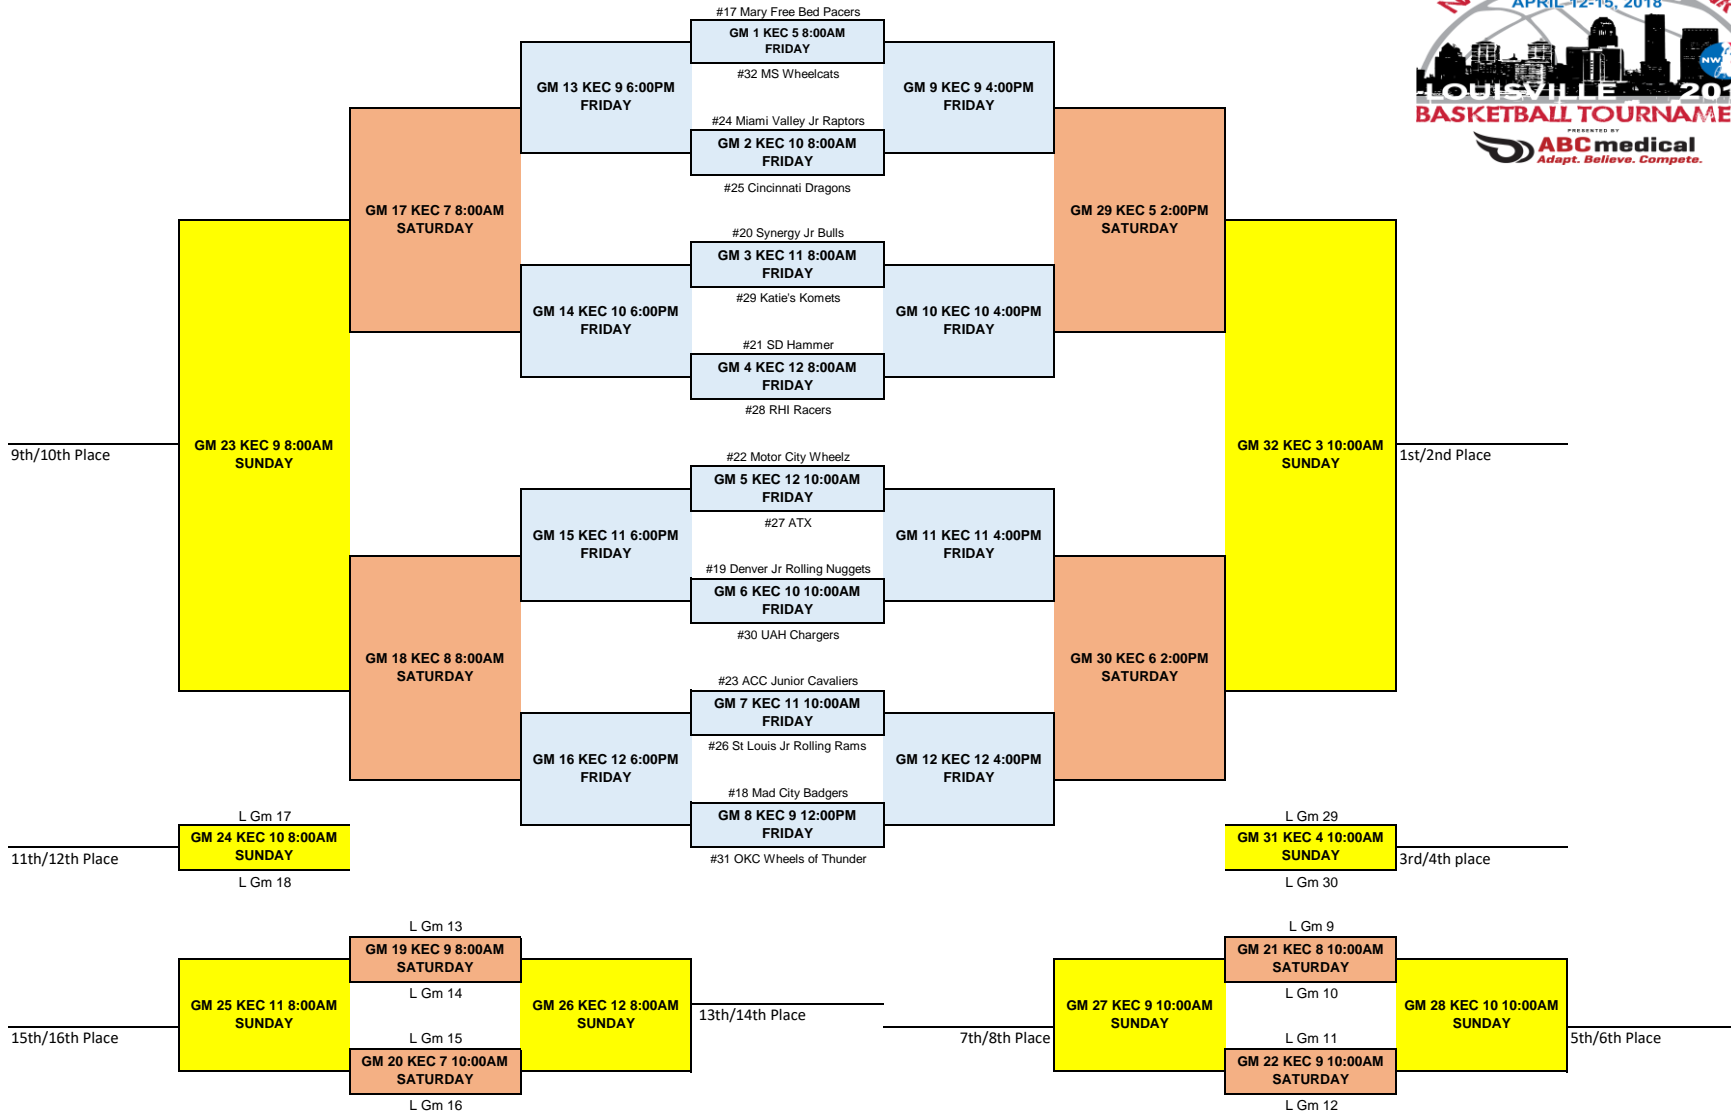 APRIL 12-15, 2018
NW
LOUISVILLE 201
BASKETBALL TOURNAME
PRESENTED BY
ABC medical
Adapt. Believe. Compete.
#17 Mary Free Bed Pacers
GM 1 KEC 5 8:00AM
FRIDAY
#32 MS Wheelcats
GM 13 KEC 9 6:00PM
FRIDAY
GM 9 KEC 9 4:00PM
FRIDAY
#24 Miami Valley Jr Raptors
GM 2 KEC 10 8:00AM
FRIDAY
#25 Cincinnati Dragons
GM 17 KEC 7 8:00AM
SATURDAY
GM 29 KEC 5 2:00PM
SATURDAY
#20 Synergy Jr Bulls
GM 3 KEC 11 8:00AM
FRIDAY
#29 Katie's Komets
GM 14 KEC 10 6:00PM
FRIDAY
GM 10 KEC 10 4:00PM
FRIDAY
#21 SD Hammer
GM 4 KEC 12 8:00AM
FRIDAY
#28 RHI Racers
9th/10th Place
GM 23 KEC 9 8:00AM
SUNDAY
GM 32 KEC 3 10:00AM
SUNDAY
1st/2nd Place
#22 Motor City Wheelz
GM 5 KEC 12 10:00AM
FRIDAY
#27 ATX
GM 15 KEC 11 6:00PM
FRIDAY
GM 11 KEC 11 4:00PM
FRIDAY
#19 Denver Jr Rolling Nuggets
GM 6 KEC 10 10:00AM
FRIDAY
#30 UAH Chargers
GM 18 KEC 8 8:00AM
SATURDAY
GM 30 KEC 6 2:00PM
SATURDAY
#23 ACC Junior Cavaliers
GM 7 KEC 11 10:00AM
FRIDAY
#26 St Louis Jr Rolling Rams
GM 16 KEC 12 6:00PM
FRIDAY
GM 12 KEC 12 4:00PM
FRIDAY
#18 Mad City Badgers
GM 8 KEC 9 12:00PM
FRIDAY
#31 OKC Wheels of Thunder
L Gm 17
GM 24 KEC 10 8:00AM
SUNDAY
11th/12th Place
L Gm 18
L Gm 29
GM 31 KEC 4 10:00AM
SUNDAY
3rd/4th place
L Gm 30
L Gm 13
GM 19 KEC 9 8:00AM
SATURDAY
L Gm 14
GM 25 KEC 11 8:00AM
SUNDAY
GM 26 KEC 12 8:00AM
SUNDAY
13th/14th Place
15th/16th Place
L Gm 15
GM 20 KEC 7 10:00AM
SATURDAY
L Gm 16
L Gm 9
GM 21 KEC 8 10:00AM
SATURDAY
L Gm 10
GM 27 KEC 9 10:00AM
SUNDAY
GM 28 KEC 10 10:00AM
SUNDAY
7th/8th Place
5th/6th Place
L Gm 11
GM 22 KEC 9 10:00AM
SATURDAY
L Gm 12